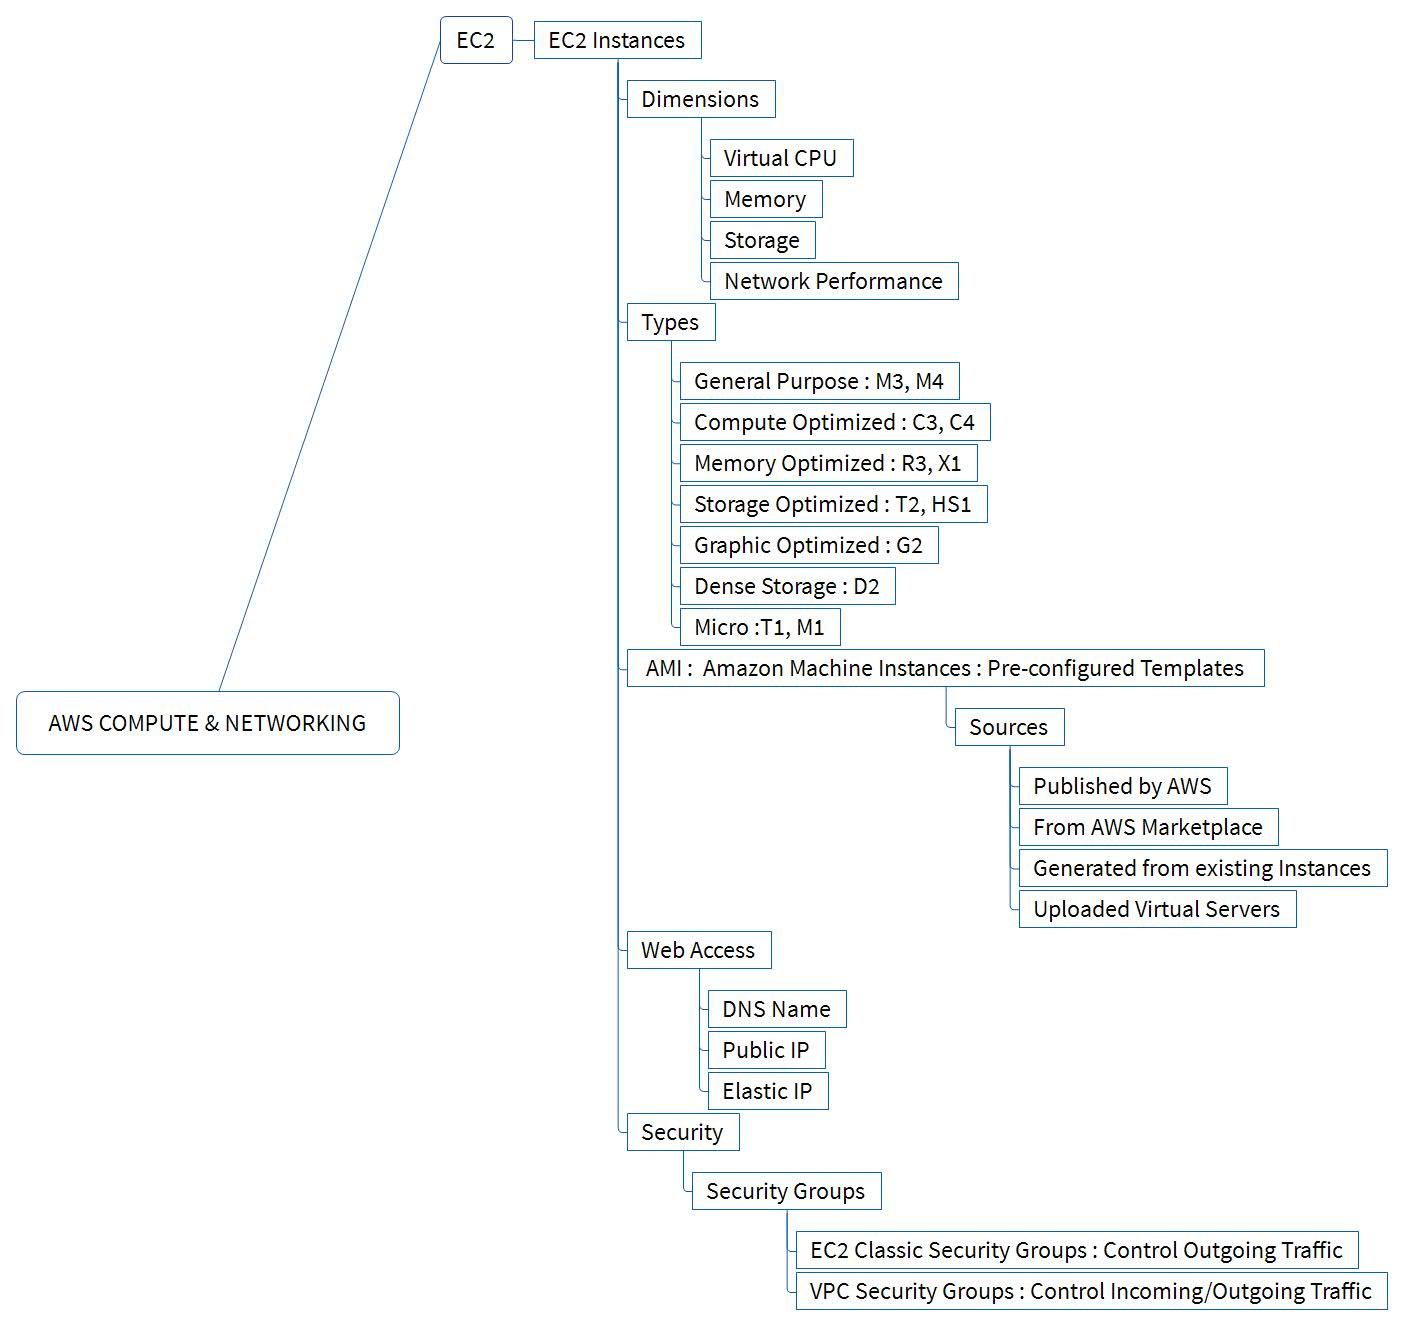 EC2
EC2 Instances
Dimensions
Virtual CPU
Memory
Storage
Network Performance
Types
General Purpose : M3, M4
Compute Optimized : C3, C4
Memory Optimized : R3, X1
Storage Optimized : T2, HS1
Graphic Optimized : G2
Dense Storage : D2
Micro :T1, M1
AMI :  Amazon Machine Instances : Pre-configured Templates
AWS COMPUTE & NETWORKING
Sources
Published by AWS
From AWS Marketplace
Generated from existing Instances
Uploaded Virtual Servers
Web Access
DNS Name
Public IP
Elastic IP
Security
Security Groups
EC2 Classic Security Groups : Control Outgoing Traffic
VPC Security Groups : Control Incoming/Outgoing Traffic